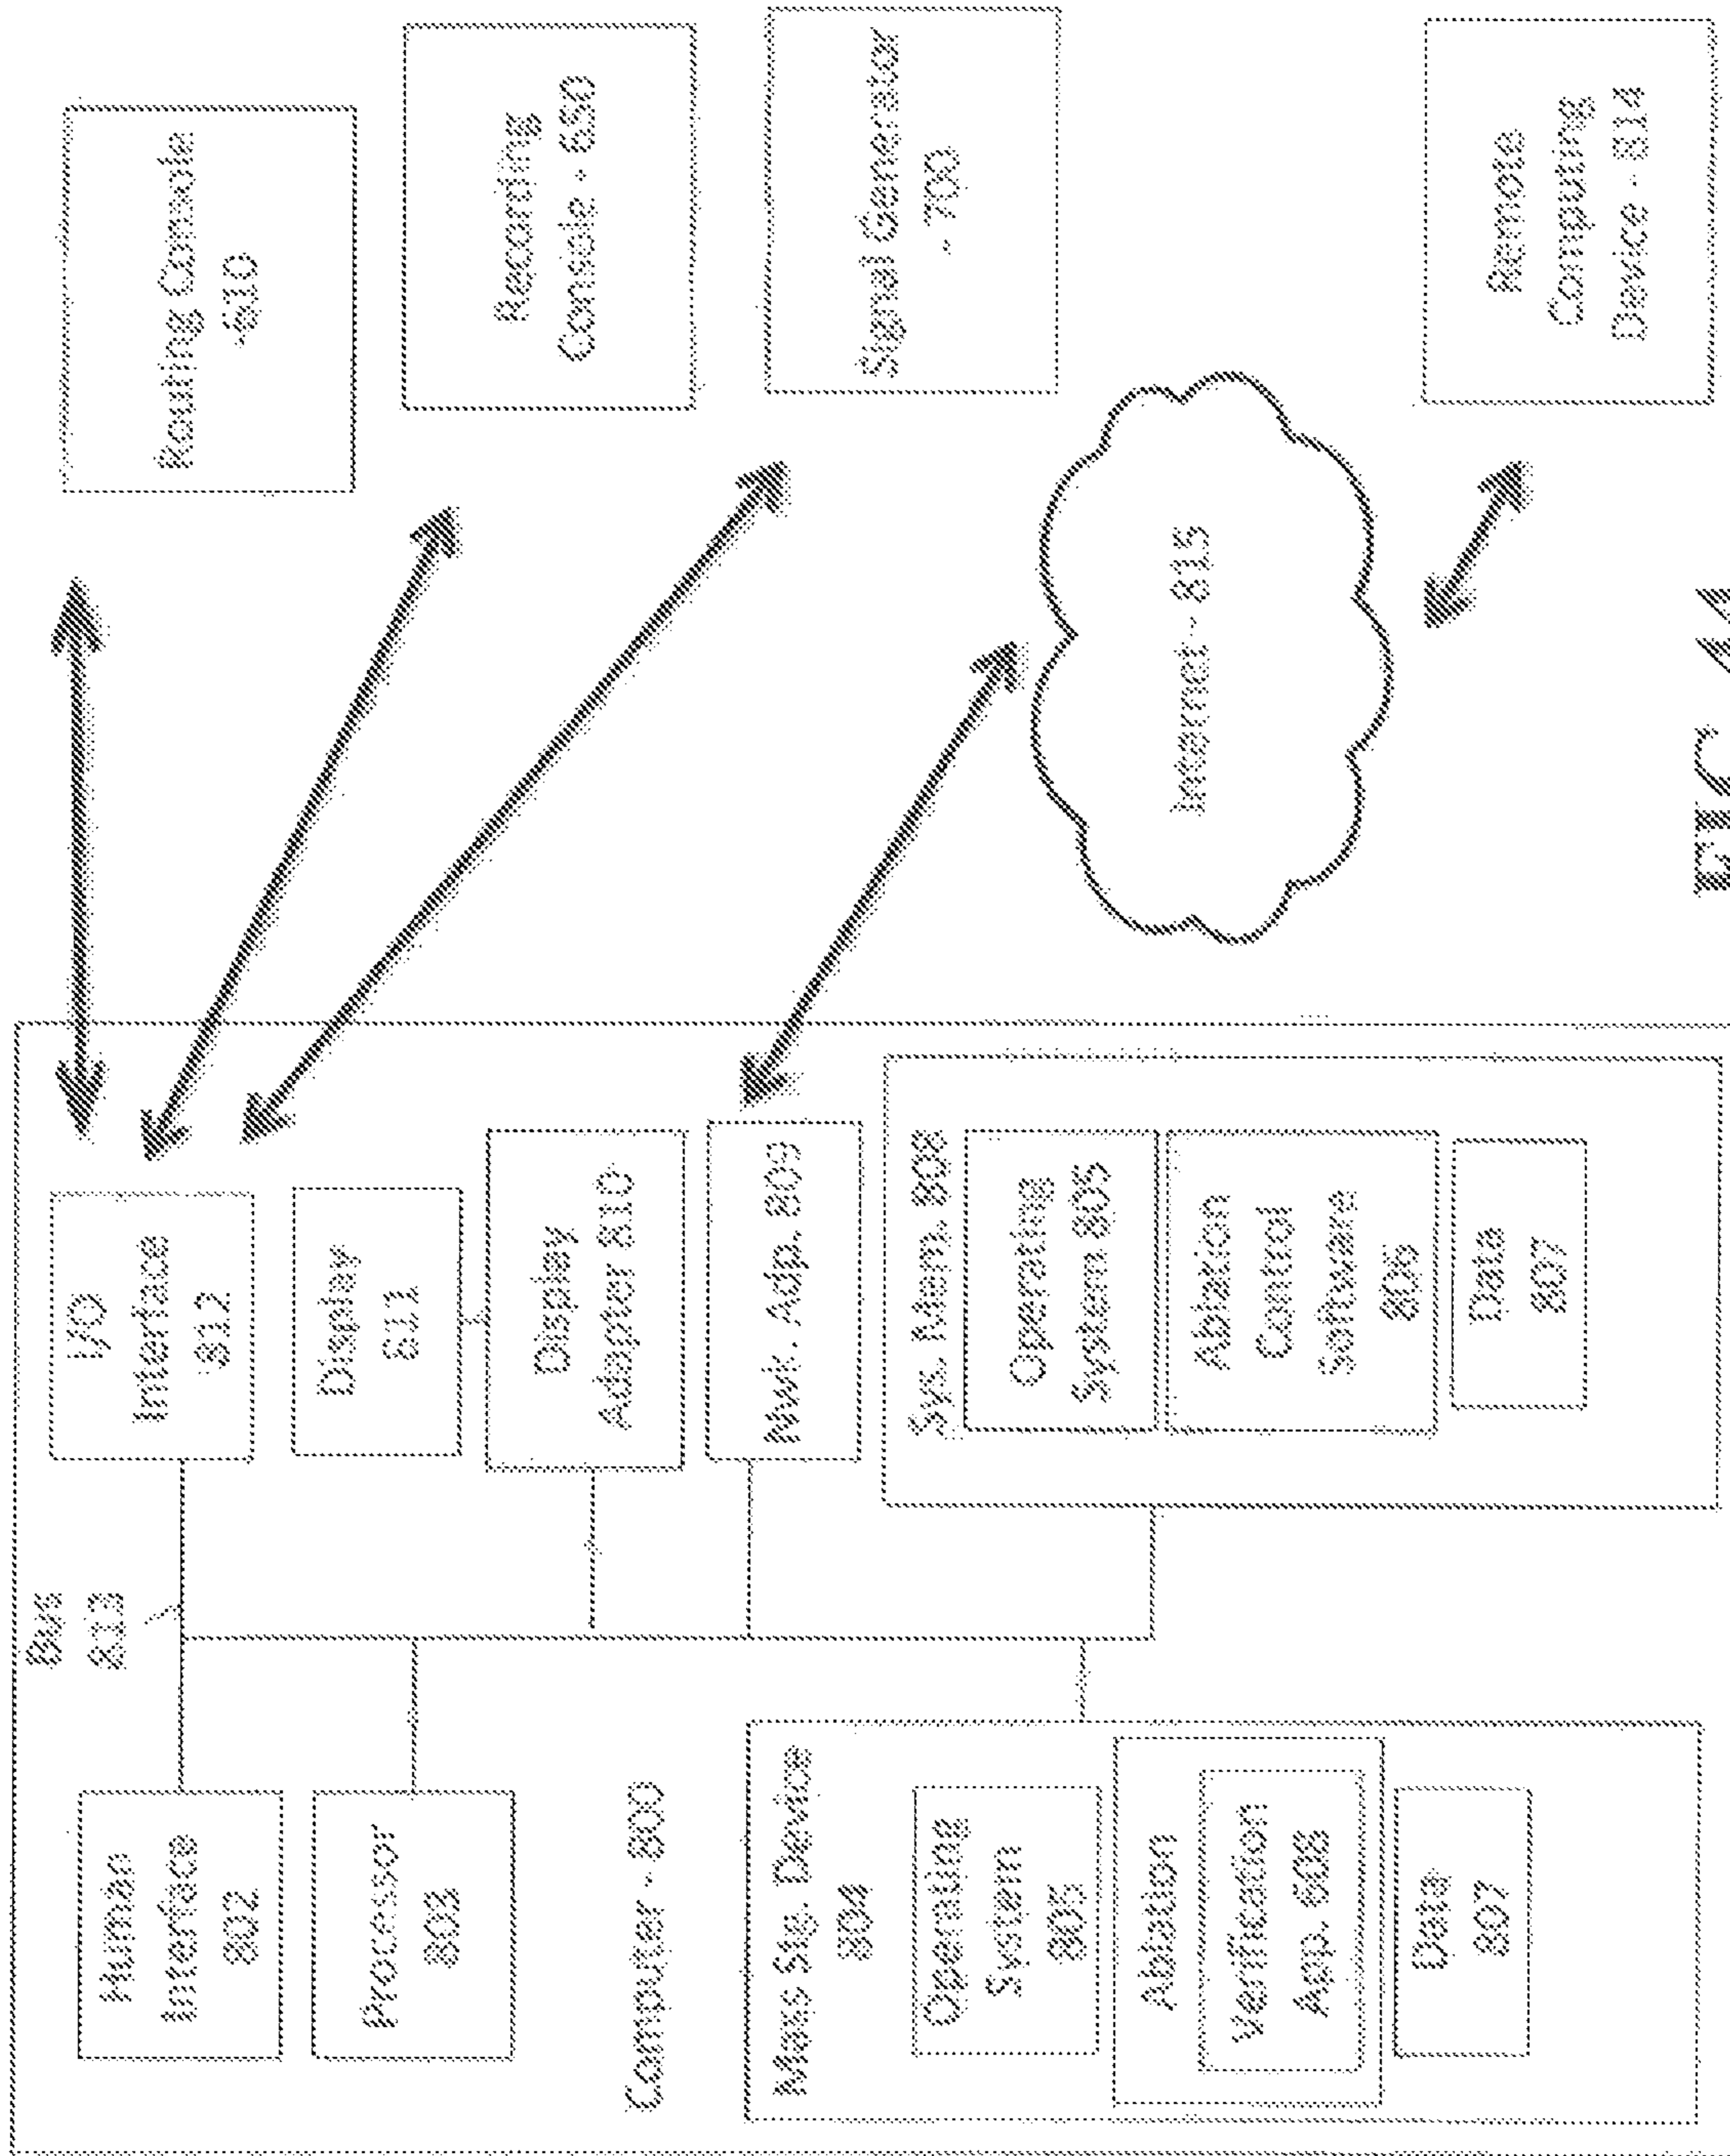 Bus
813
Human
Interface
802
Processor
803
Computer - 800
Mass Stg. Device
804
Operating
System
805
Ablation
Verification
App. 608
Data
807
I/O
Interface
812
Display
811
Display
Adapter 810
Nwk. Adp. 809
Sys. Mem. 808
Operating
System 805
Ablation
Control
Software
806
Data
807
Routing Console
-610
Recording
Console - 650
Signal Generator
- 700
Internet - 815
Remote
Computing
Device - 814
FIG. 44